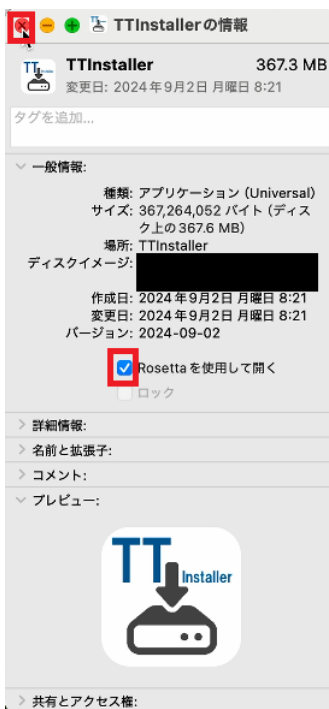 TTInstallerの情報
TTInstaller 367.3 MB
変更日: 2024年9月2日 月曜日 8:21
タグを追加...
一般情報:
種類: アプリケーション (Universal)
サイズ: 367,264,052 バイト (ディス
ク上の367.6 MB)
場所: TTInstaller
ディスクイメージ:
作成日: 2024年9月2日 月曜日 8:21
変更日: 2024年9月2日 月曜日 8:21
バージョン: 2024-09-02
Rosettaを使用して開く
ロック
詳細情報:
名前と拡張子:
コメント:
プレビュー:
TT Installer
共有とアクセス権: